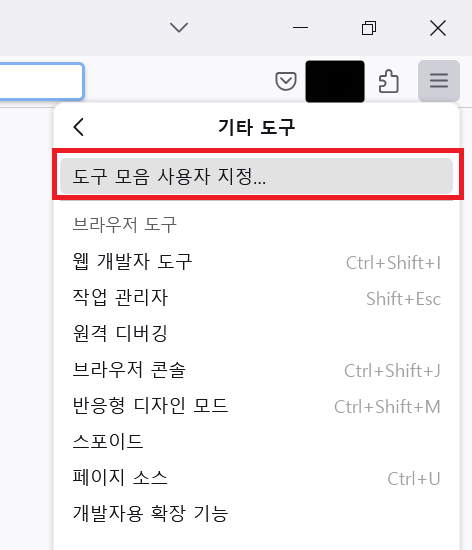 기타 도구
도구 모음 사용자 지정...
브라우저 도구
웹 개발자 도구 Ctrl+Shift+I
작업 관리자 Shift+Esc
원격 디버깅
브라우저 콘솔 Ctrl+Shift+J
반응형 디자인 모드 Ctrl+Shift+M
스포이드
페이지 소스 Ctrl+U
개발자용 확장 기능